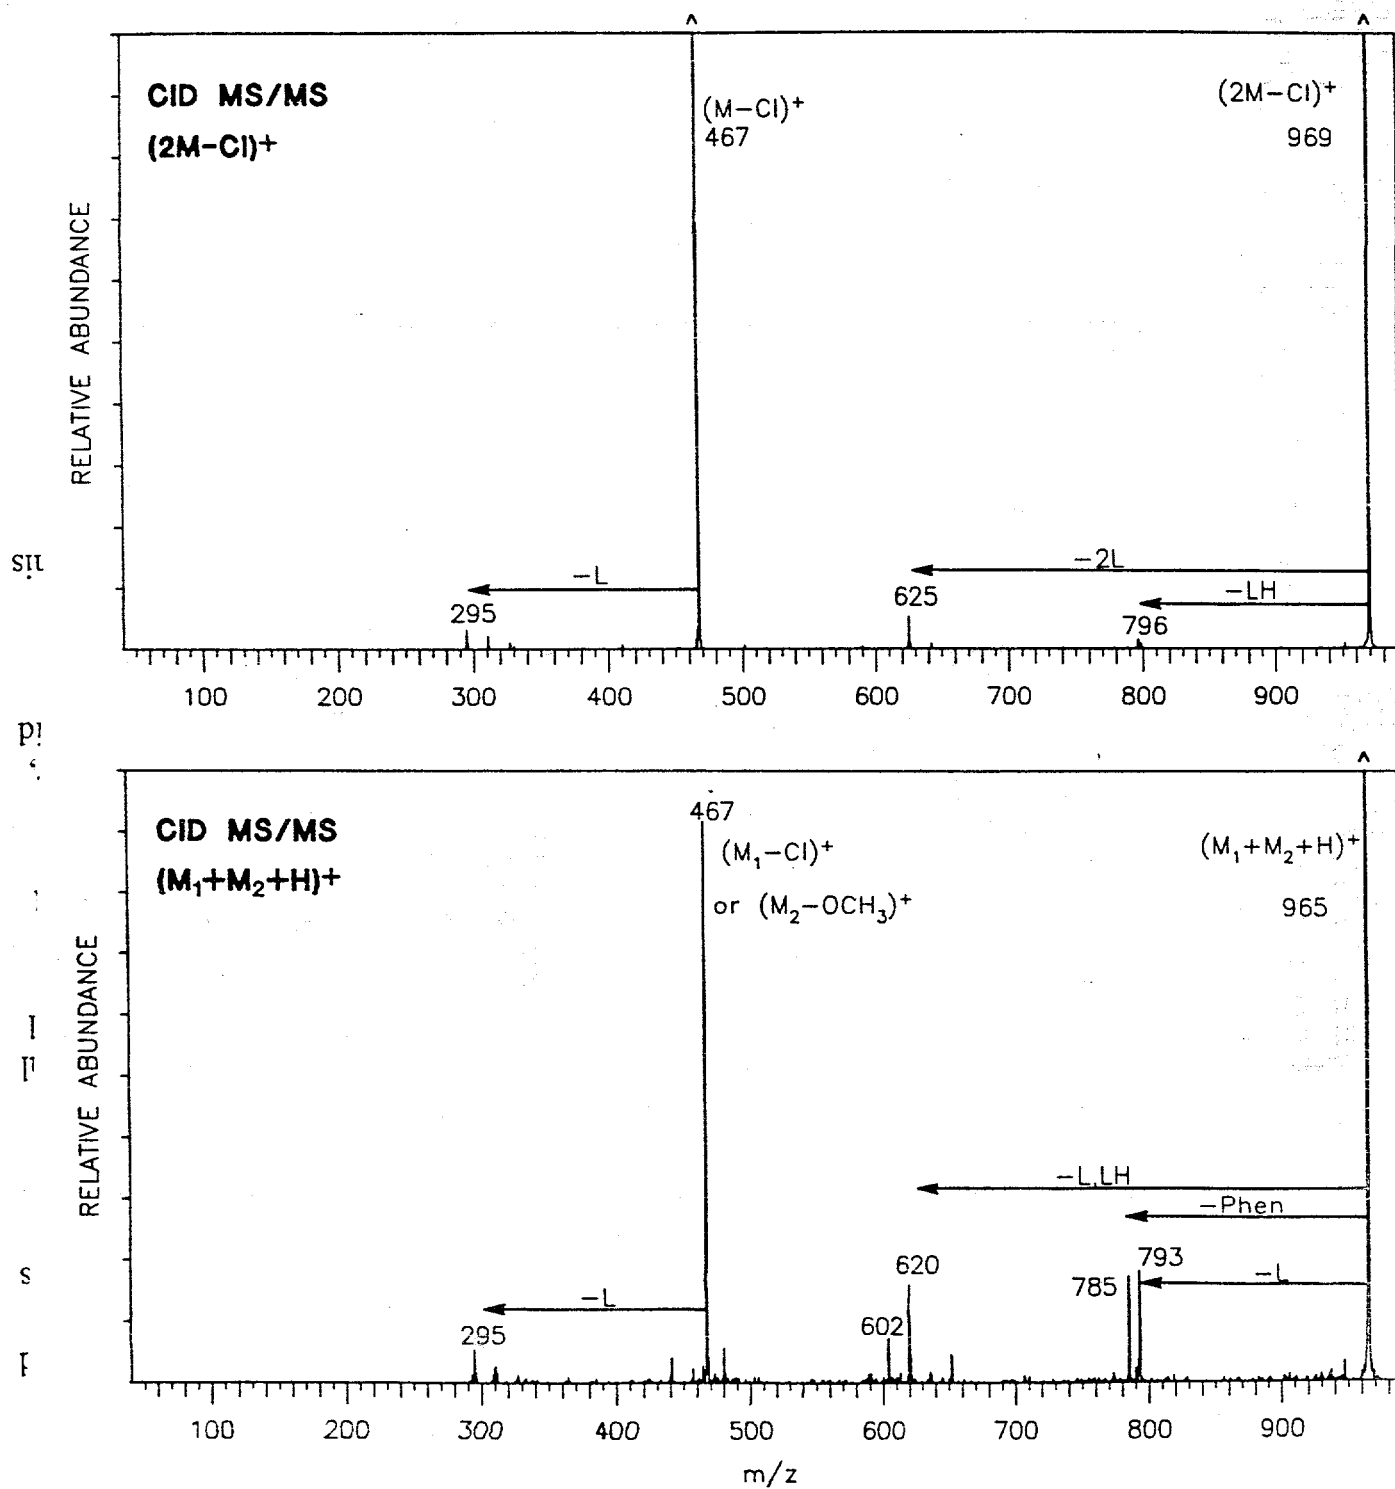 ^ ^
CID MS/MS
(2M-Cl)+
(M-Cl)+
467
(2M-Cl)+
969
RELATIVE ABUNDANCE
-2L
-L
-LH
295
625
796
100 200 300 400 500 600 700 800 900
^
CID MS/MS
(M₁+M₂+H)+
467
(M₁-Cl)+
or (M₂-OCH₃)+
(M₁+M₂+H)+
965
RELATIVE ABUNDANCE
-L,LH
-Phen
-L
793
785
620
602
-L
295
100 200 300 400 500 600 700 800 900
m/z